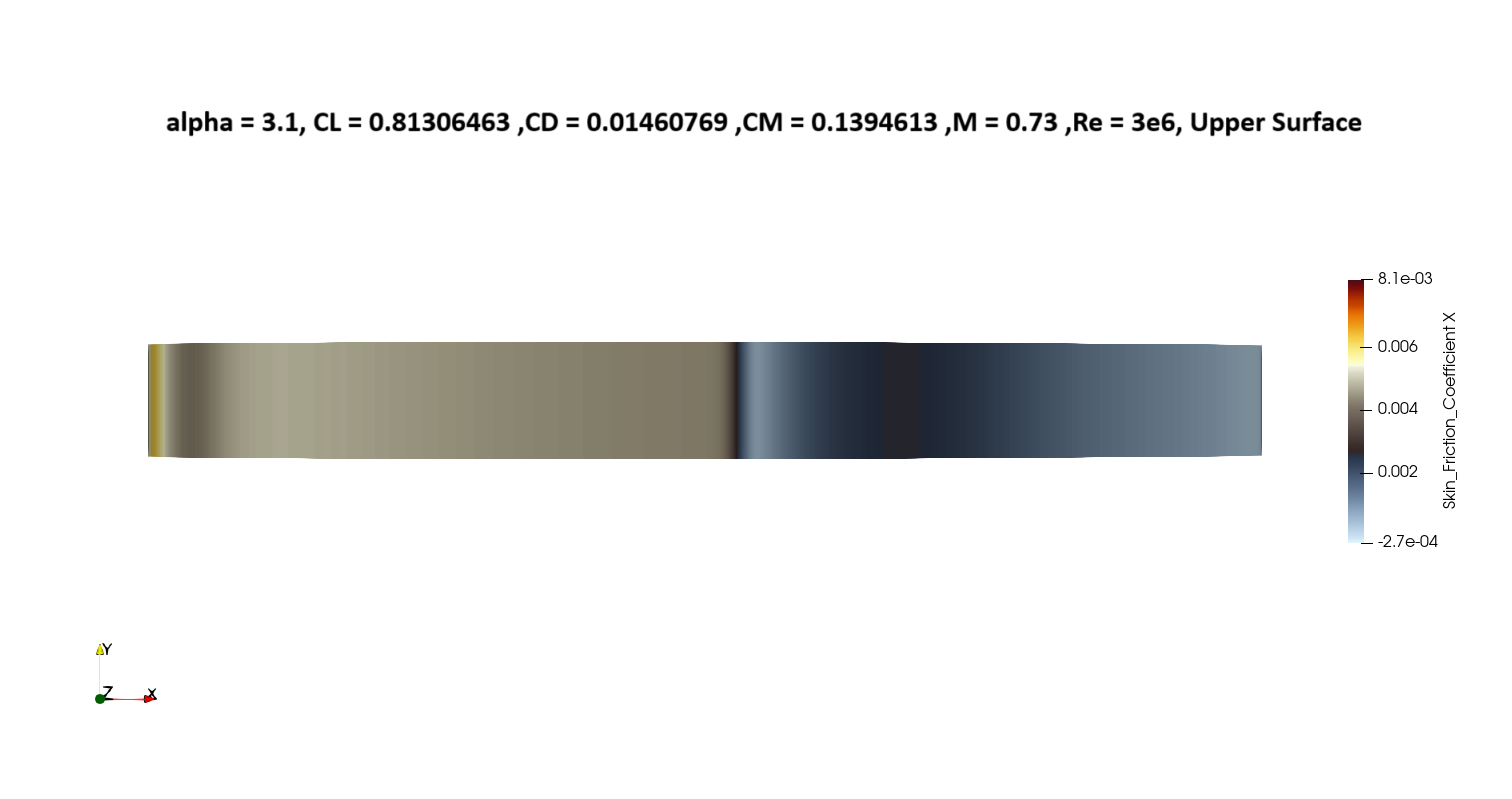 alpha = 3.1, CL = 0.81306463 ,CD = 0.01460769 ,CM = 0.1394613 ,M = 0.73 ,Re = 3e6, Upper Surface
8.1e-03
0.006
0.004
0.002
-2.7e-04
Skin_Friction_Coefficient X
Y
Z
X